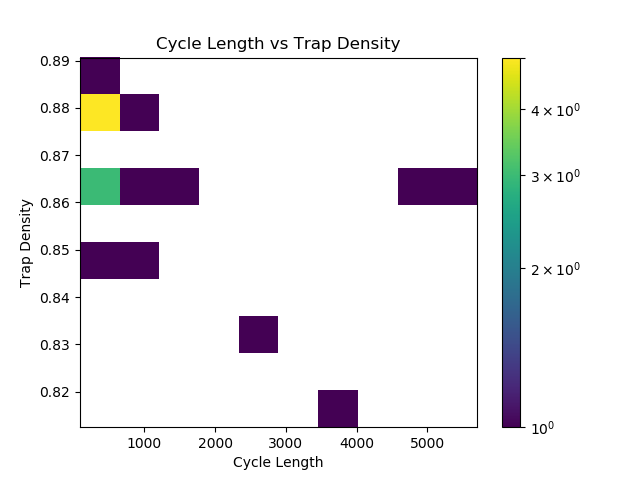 Cycle Length vs Trap Density
0.89
0.88
0.87
0.86
0.85
0.84
0.83
0.82
Trap Density
1000 2000 3000 4000 5000
Cycle Length
4 × 10⁰
3 × 10⁰
2 × 10⁰
10⁰